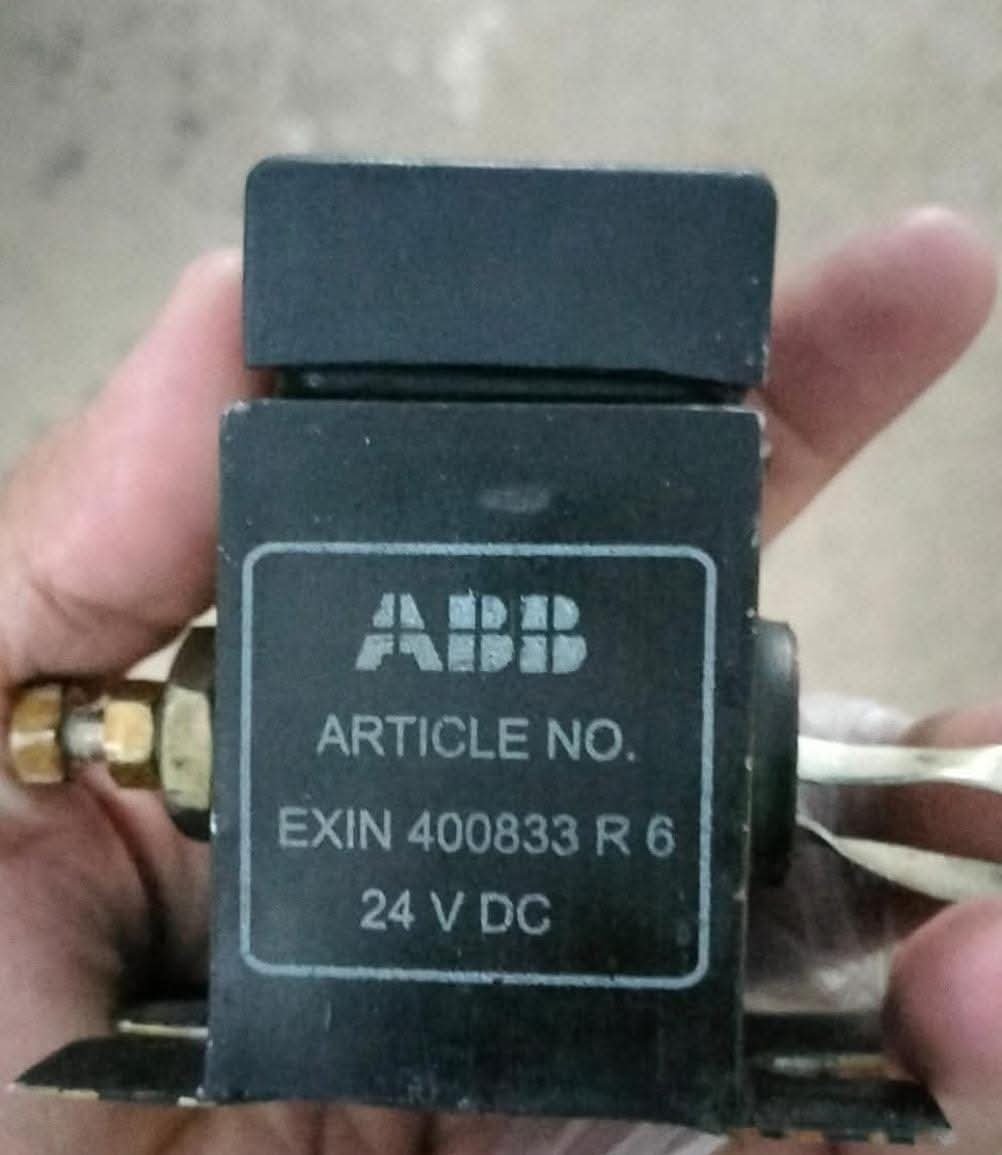 ABB
ARTICLE NO.
EXIN 400833 R 6
24 V DC